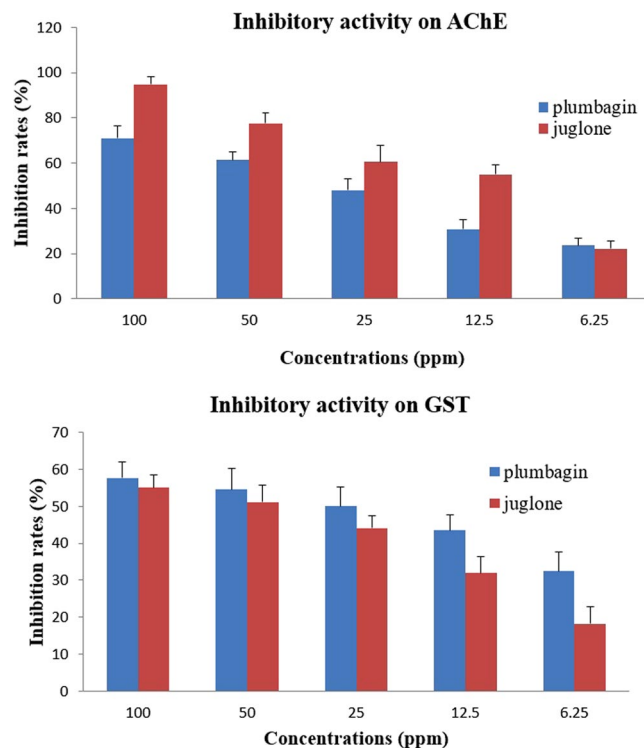 Inhibitory activity on AChE
Inhibition rates (%)
120
100
80
60
40
20
0
plumbagin
juglone
100 50 25 12.5 6.25
Concentrations (ppm)
Inhibitory activity on GST
Inhibition rates (%)
70
60
50
40
30
20
10
0
plumbagin
juglone
100 50 25 12.5 6.25
Concentrations (ppm)